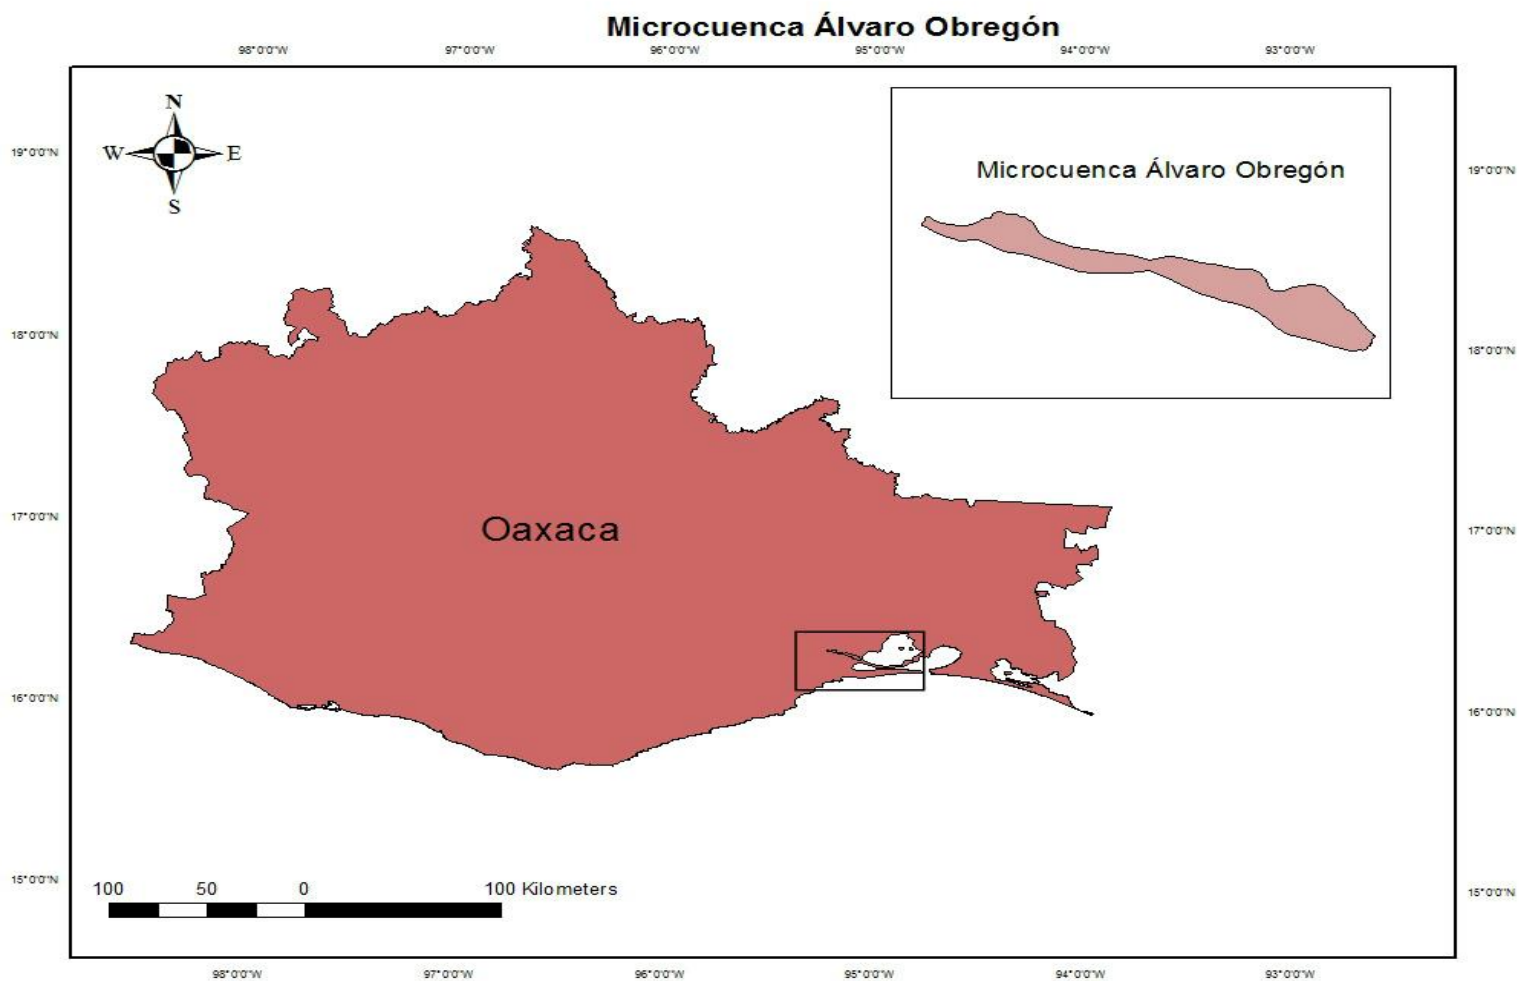 Microcuenca Álvaro Obregón
98°0'0"W 97°0'0"W 96°0'0"W 95°0'0"W 94°0'0"W 93°0'0"W
N
W E
S
19°0'0"N 19°0'0"N
Microcuenca Álvaro Obregón
18°0'0"N 18°0'0"N
17°0'0"N 17°0'0"N
Oaxaca
16°0'0"N 16°0'0"N
15°0'0"N 15°0'0"N
100 50 0 100 Kilometers
98°0'0"W 97°0'0"W 96°0'0"W 95°0'0"W 94°0'0"W 93°0'0"W